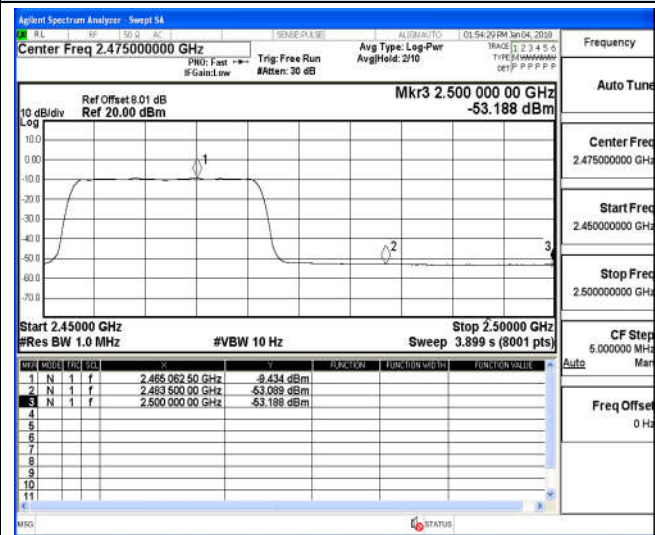 Agilent Spectrum Analyzer - Swept SA
RL RF 50 Ω AC SENSE:PULSE ALIGNAUTO 01:54:29 PM Jan 04, 2018
Center Freq 2.475000000 GHz
PNO: Fast
IFGain:Low
Trig: Free Run
#Atten: 30 dB
Avg Type: Log-Pwr
Avg|Hold: 2/10
TRACE 1 2 3 4 5 6
TYPE M WWWWW
DET P P P P P P
Ref Offset 8.01 dB
10 dB/div Ref 20.00 dBm
Log
Mkr3 2.500 000 00 GHz
-53.188 dBm
10.0
0.00
-10.0
-20.0
-30.0
-40.0
-50.0
-60.0
-70.0
1
2
3
Start 2.45000 GHz Stop 2.50000 GHz
#Res BW 1.0 MHz #VBW 10 Hz Sweep 3.899 s (8001 pts)
MKR MODE TRC SCL X Y FUNCTION FUNCTION WIDTH FUNCTION VALUE
1 N 1 f 2.465 062 50 GHz -9.434 dBm
2 N 1 f 2.483 500 00 GHz -53.089 dBm
3 N 1 f 2.500 000 00 GHz -53.188 dBm
4
5
6
7
8
9
10
11
MSG STATUS
Frequency
Auto Tune
Center Freq
2.475000000 GHz
Start Freq
2.450000000 GHz
Stop Freq
2.500000000 GHz
CF Step
5.000000 MHz
Auto Man
Freq Offset
0 Hz